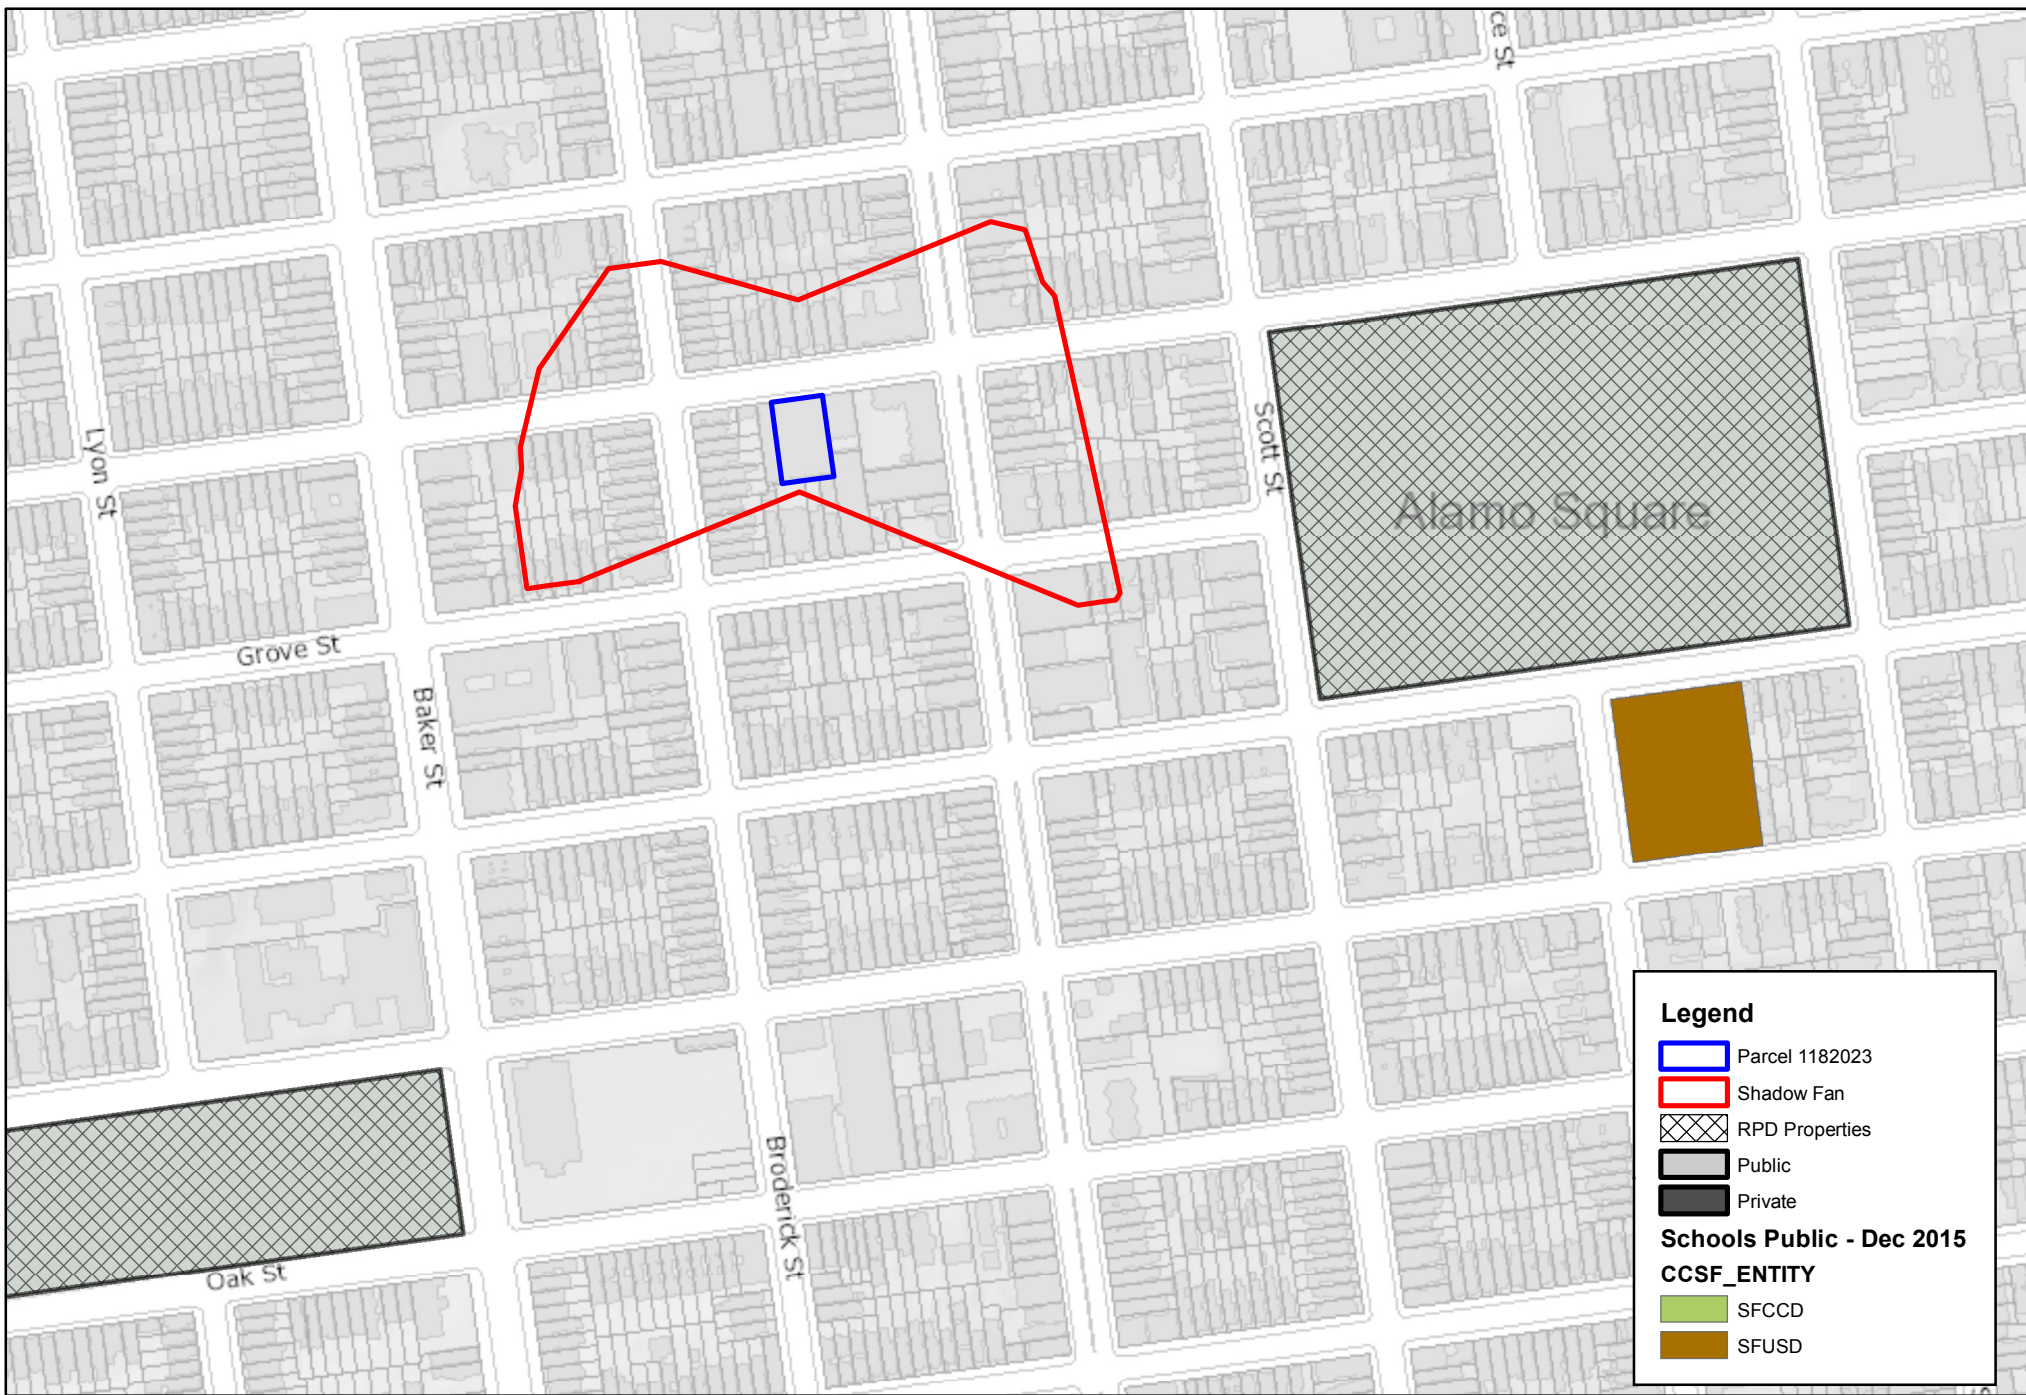 ce St
Lyon St
Scott St
Alamo Square
Grove St
Baker St
Broderick St
Oak St
Legend
Parcel 1182023
Shadow Fan
RPD Properties
Public
Private
Schools Public - Dec 2015
CCSF_ENTITY
SFCCD
SFUSD